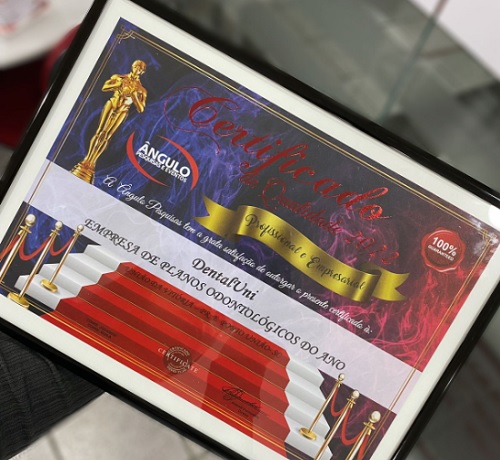 Certificado
de Qualidade
Profissional e Empresarial
ÂNGULO
PESQUISAS E EVENTOS
100%
A Ângulo Pesquisas tem a grata satisfação de outorgar o presente certificado à:
DentalUni
EMPRESA DE PLANOS ODONTOLÓGICOS DO ANO
CERTIFICATE